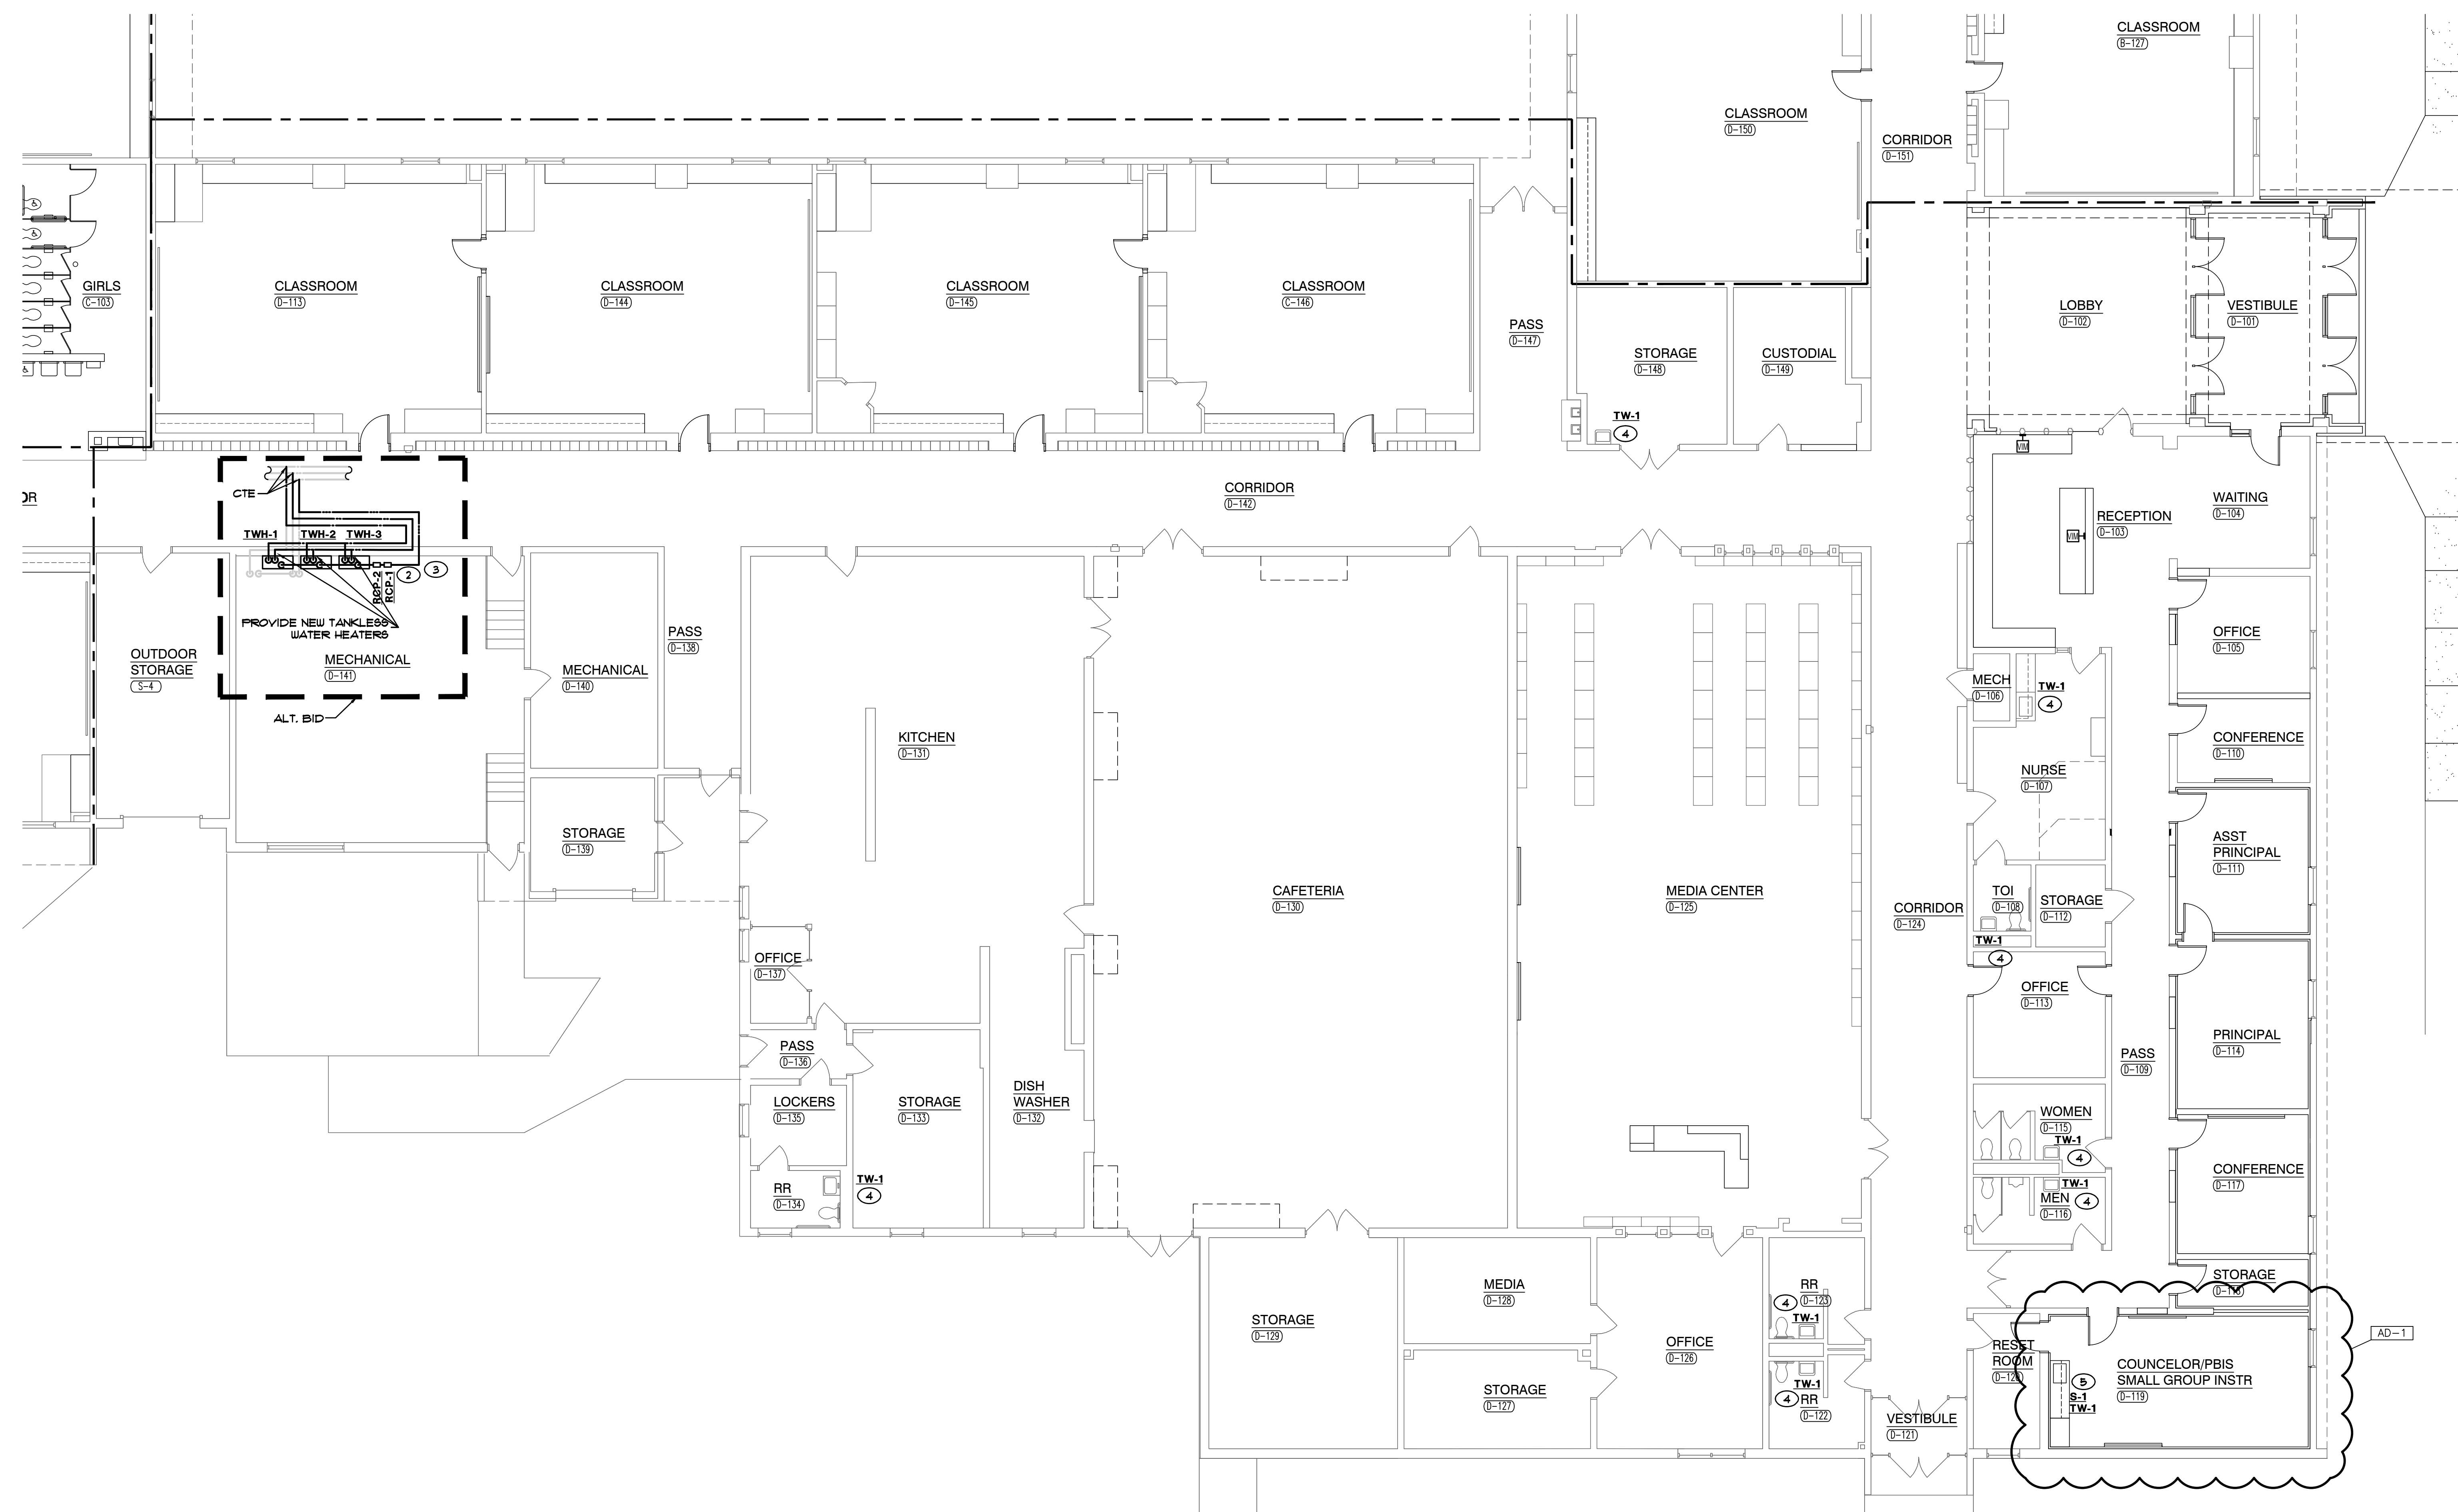 CLASSROOM
B-127
CLASSROOM
D-150
CORRIDOR
D-151
GIRLS
C-103
CLASSROOM
D-113
CLASSROOM
D-144
CLASSROOM
D-145
CLASSROOM
C-146
PASS
D-147
STORAGE
D-148
CUSTODIAL
D-149
TW-1
4
LOBBY
D-102
VESTIBULE
D-101
VIM
OR
CTE
TWH-1
TWH-2
TWH-3
RCP-2
RCP-1
2
3
PROVIDE NEW TANKLESS
WATER HEATERS
MECHANICAL
D-141
ALT. BID
OUTDOOR
STORAGE
S-4
CORRIDOR
D-142
WAITING
D-104
RECEPTION
D-103
VIM
MECHANICAL
D-140
PASS
D-138
OFFICE
D-105
MECH
D-106
TW-1
4
KITCHEN
D-131
CONFERENCE
D-110
NURSE
D-107
STORAGE
D-139
ASST
PRINCIPAL
D-111
CAFETERIA
D-130
MEDIA CENTER
D-125
CORRIDOR
D-124
TOI
D-108
STORAGE
D-112
TW-1
4
OFFICE
D-137
OFFICE
D-113
PRINCIPAL
D-114
PASS
D-109
PASS
D-136
LOCKERS
D-135
STORAGE
D-133
DISH
WASHER
D-132
WOMEN
D-115
TW-1
4
RR
D-134
TW-1
4
CONFERENCE
D-117
TW-1
MEN
4
D-116
STORAGE
D-118
MEDIA
D-128
RR
4
D-123
TW-1
STORAGE
D-129
OFFICE
D-126
STORAGE
D-127
TW-1
4
RR
D-122
VESTIBULE
D-121
RESET
ROOM
D-120
COUNCELOR/PBIS
SMALL GROUP INSTR
D-119
5
S-1
TW-1
AD-1